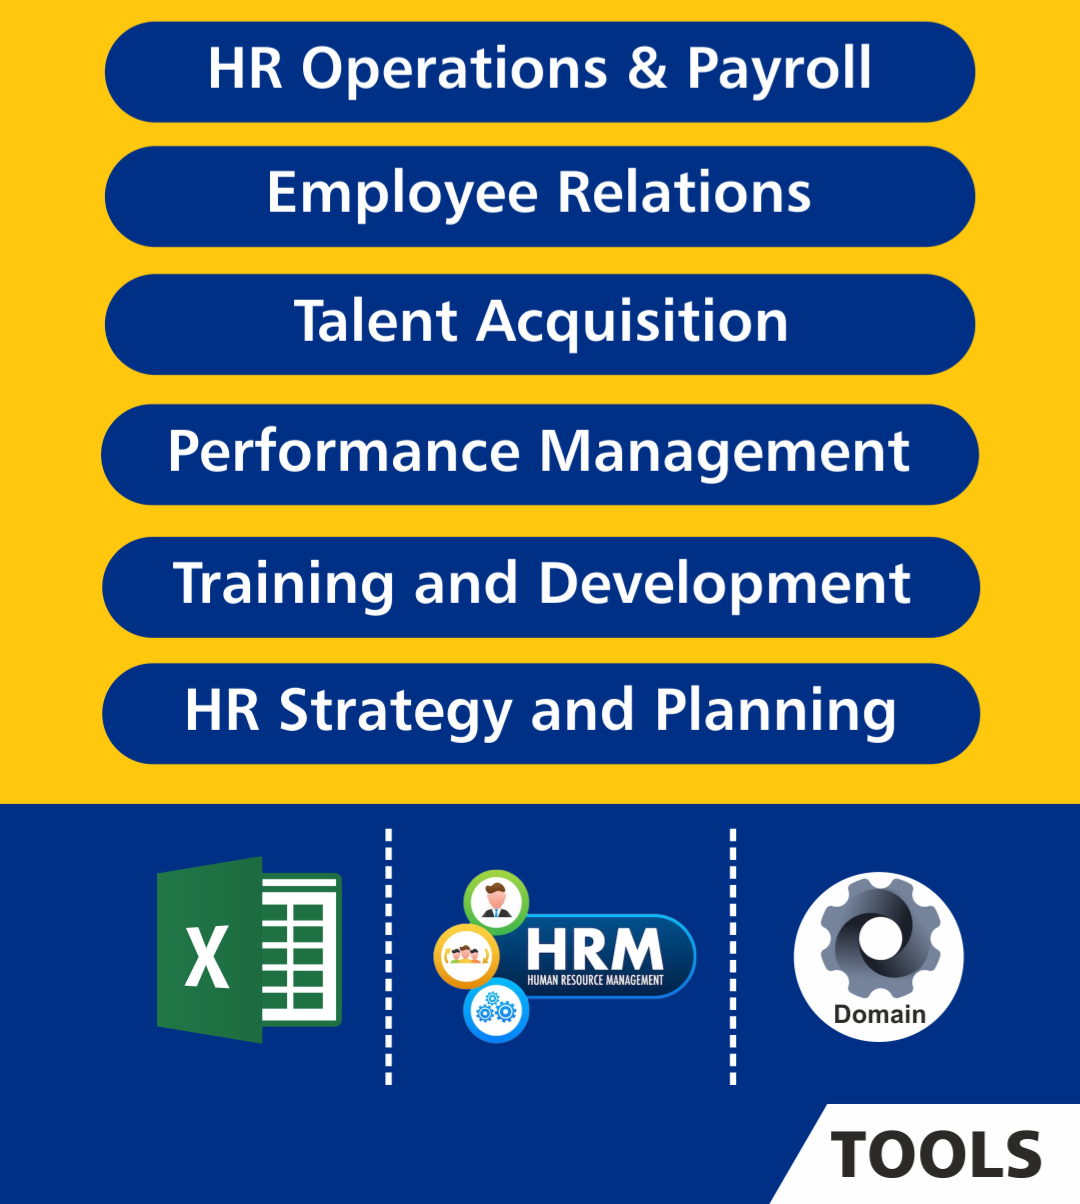 HR Operations & Payroll
Employee Relations
Talent Acquisition
Performance Management
Training and Development
HR Strategy and Planning
X
HRM
HUMAN RESOURCE MANAGEMENT
Domain
TOOLS